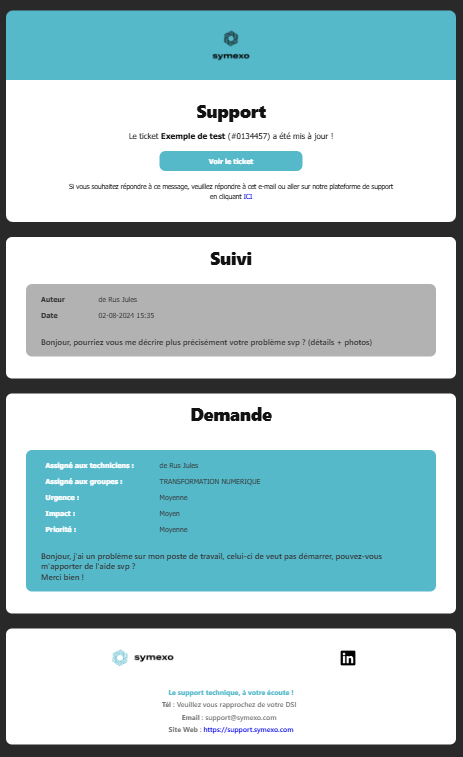 symexo
Support
Le ticket Exemple de test (#0134457) a été mis à jour !
Voir le ticket
Si vous souhaitez répondre à ce message, veuillez répondre à cet e-mail ou aller sur notre plateforme de support
en cliquant ICI
Suivi
Auteur de Rus Jules
Date 02-08-2024 15:35
Bonjour, pourriez vous me décrire plus précisément votre problème svp ? (détails + photos)
Demande
Assigné aux techniciens : de Rus Jules
Assigné aux groupes : TRANSFORMATION NUMERIQUE
Urgence : Moyenne
Impact : Moyen
Priorité : Moyenne
Bonjour, j'ai un problème sur mon poste de travail, celui-ci de veut pas démarrer, pouvez-vous
m'apporter de l'aide svp ?
Merci bien !
symexo
in
Le support technique, à votre écoute !
Tél : Veuillez vous rapprochez de votre DSI
Email : support@symexo.com
Site Web : https://support.symexo.com